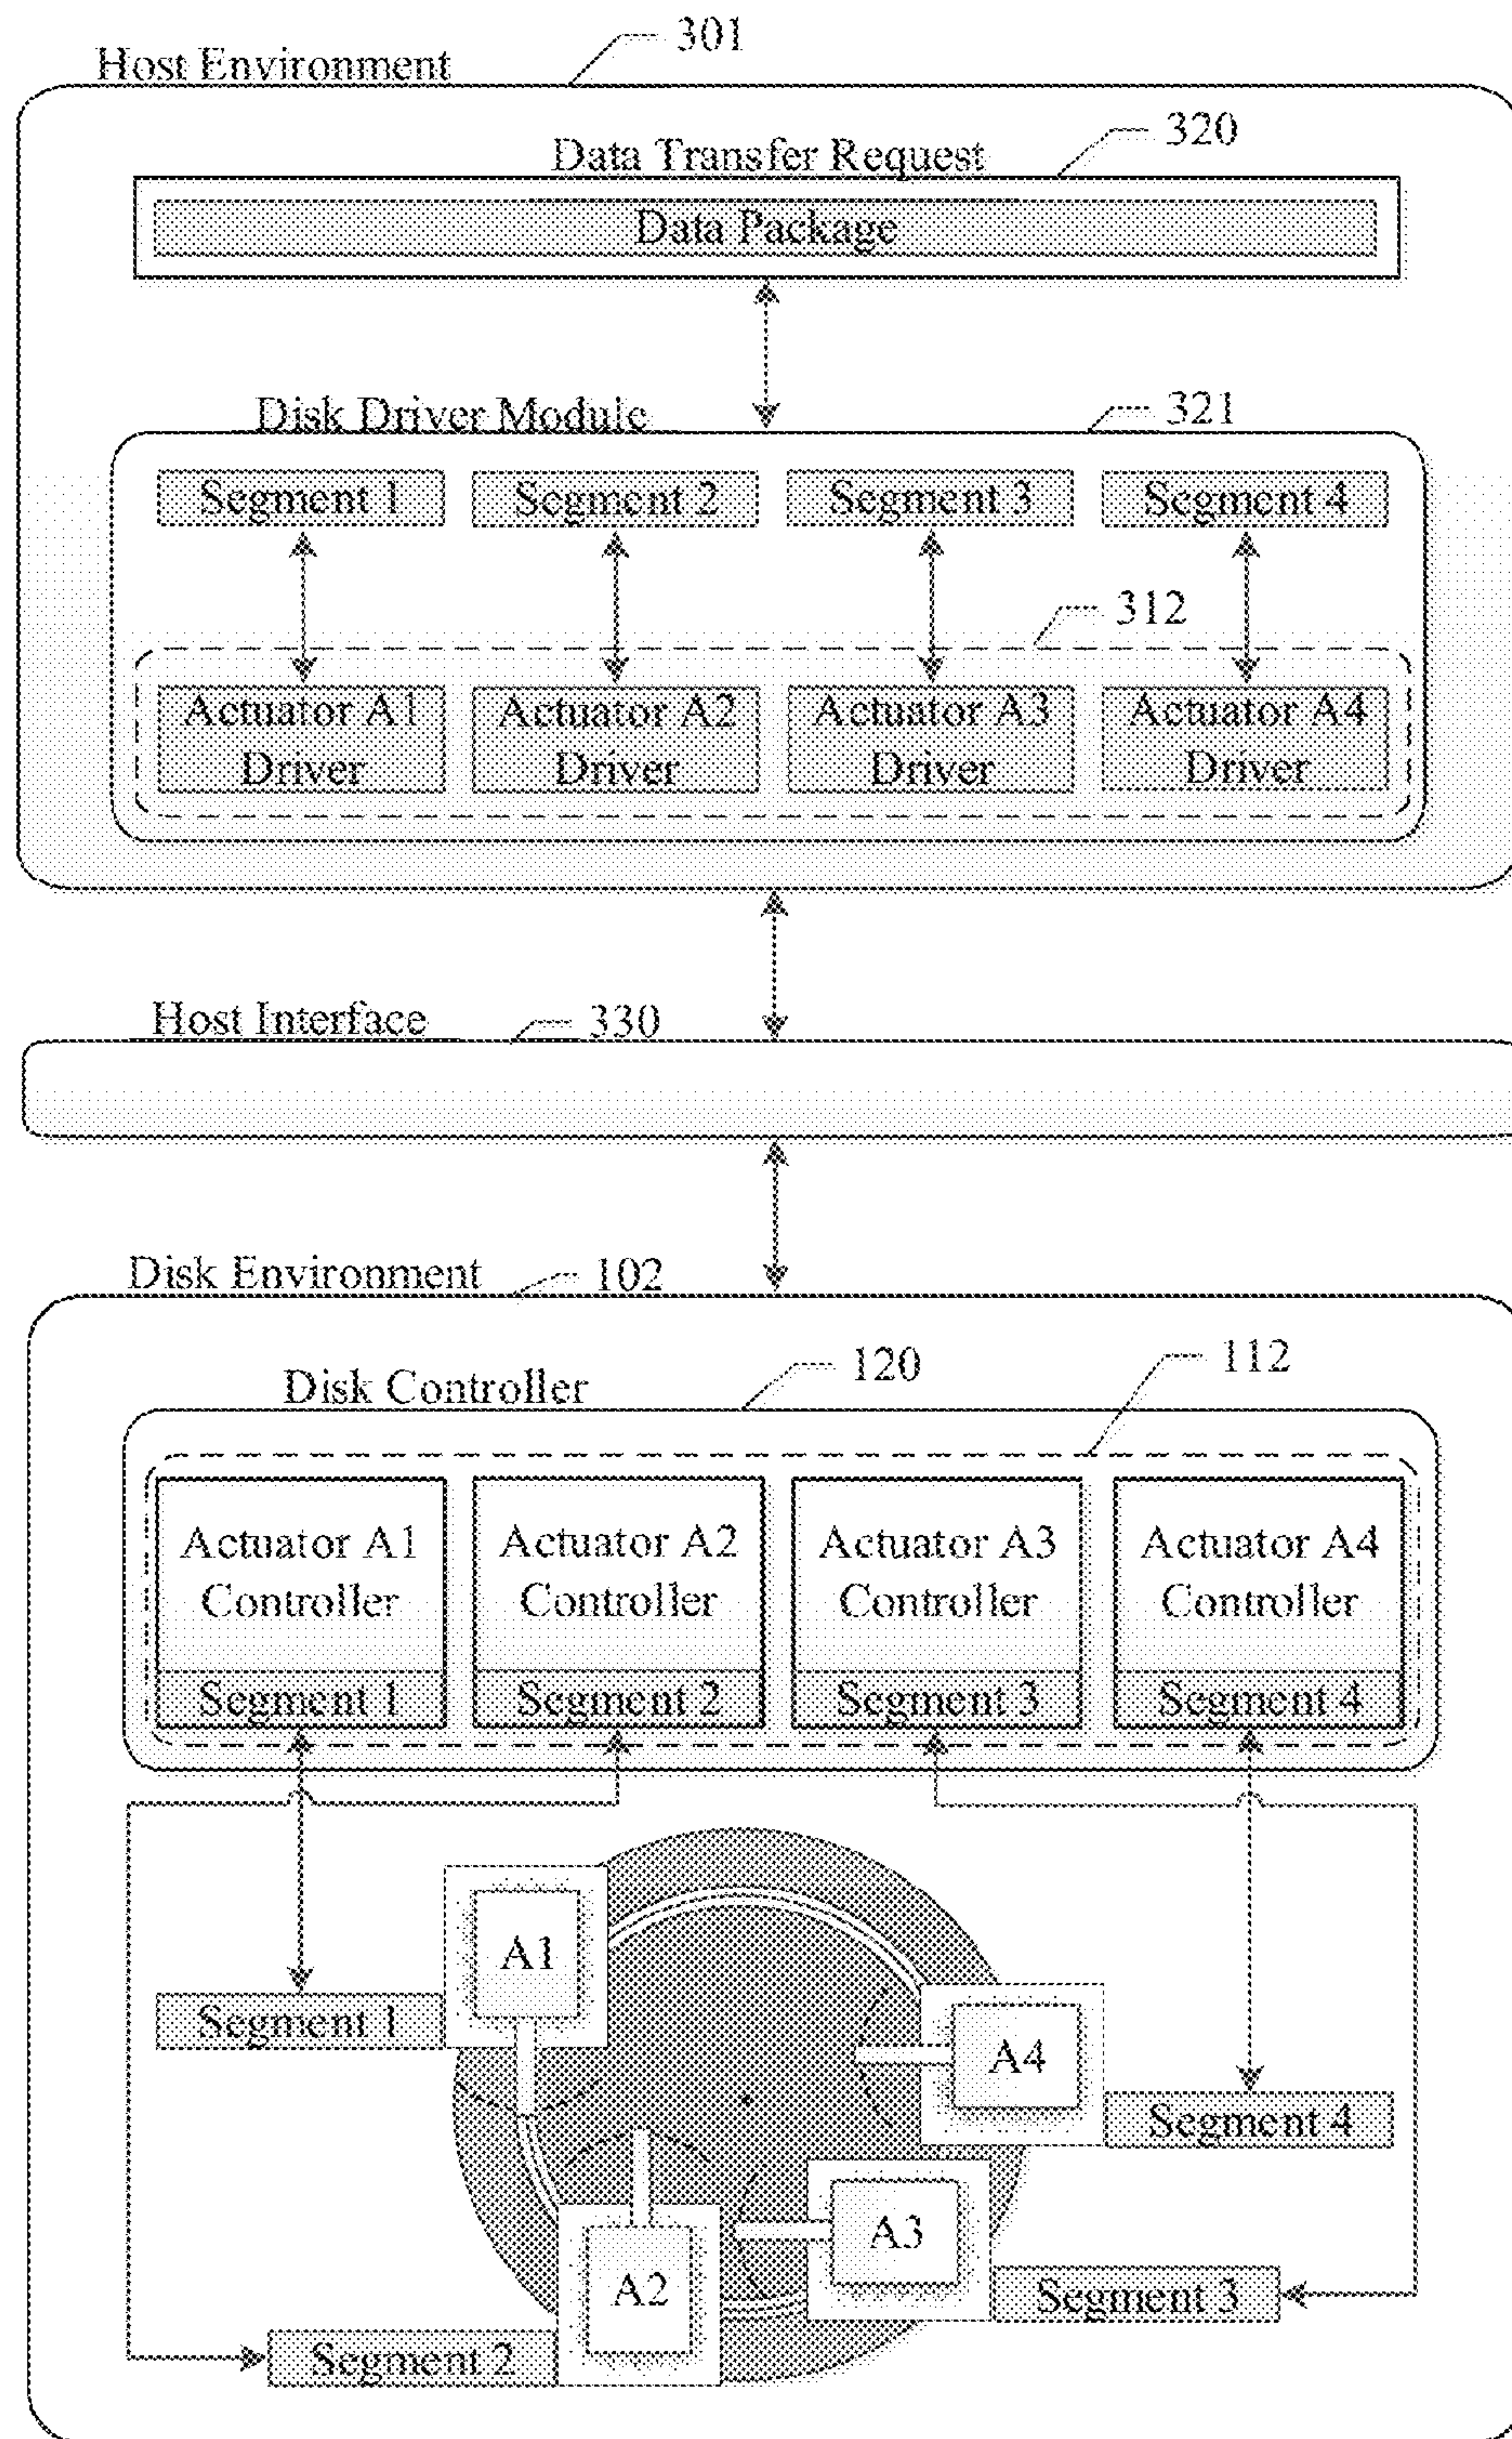 Host Environment
301
Data Transfer Request
320
Data Package
Disk Driver Module
321
Segment 1
Segment 2
Segment 3
Segment 4
312
Actuator A1
Driver
Actuator A2
Driver
Actuator A3
Driver
Actuator A4
Driver
Host Interface
330
Disk Environment
102
Disk Controller
120
112
Actuator A1
Controller
Segment 1
Actuator A2
Controller
Segment 2
Actuator A3
Controller
Segment 3
Actuator A4
Controller
Segment 4
A1
Segment 1
A4
Segment 4
A3
Segment 3
A2
Segment 2